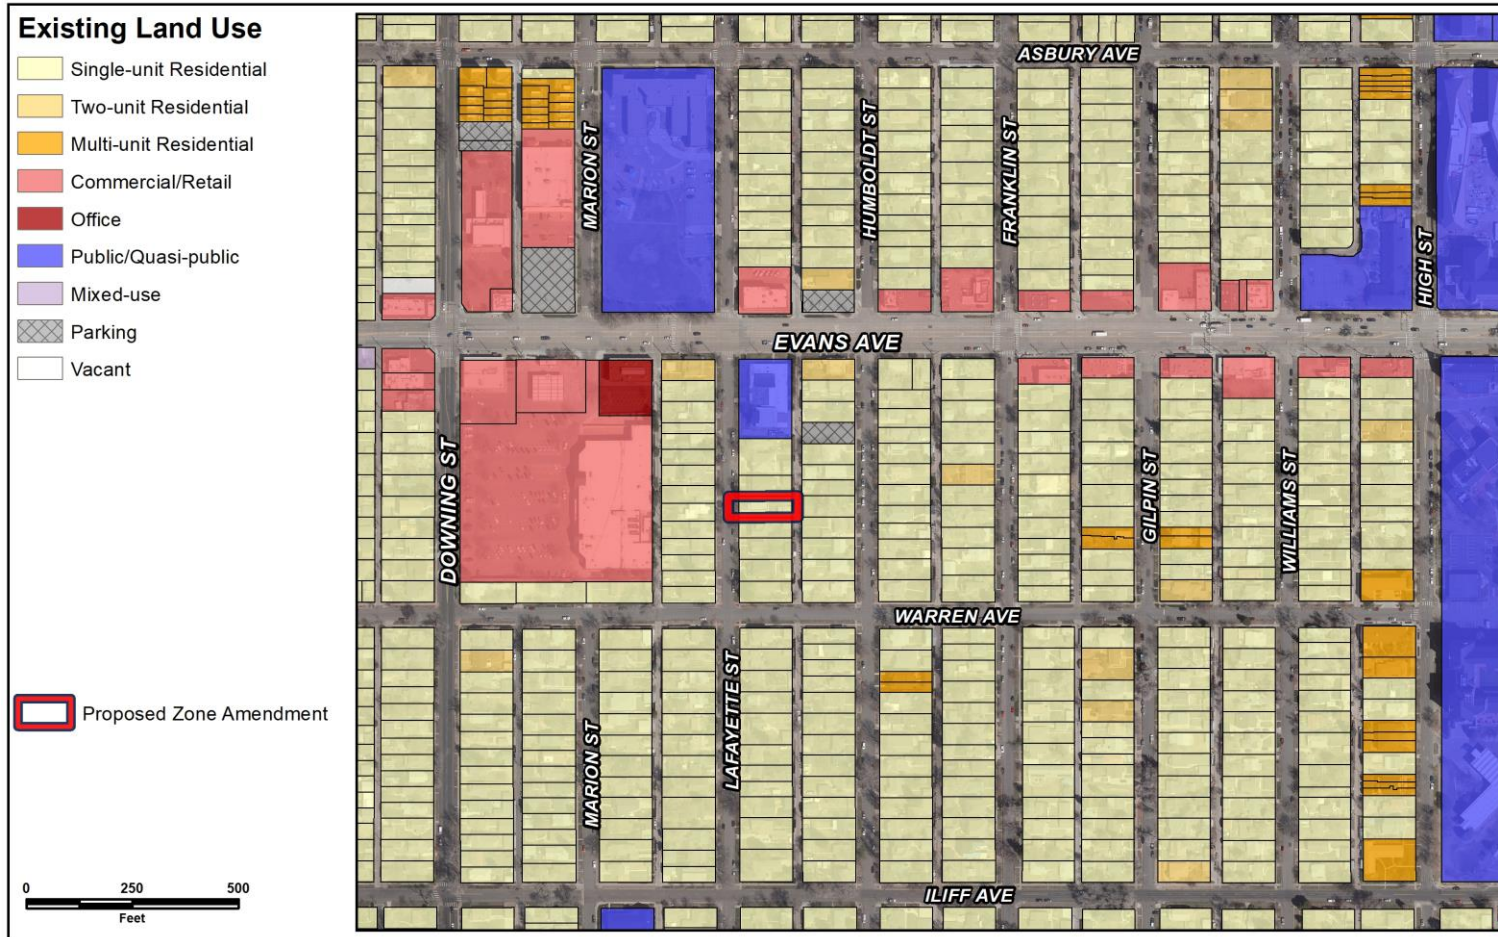 Existing Land Use
Single-unit Residential
Two-unit Residential
Multi-unit Residential
Commercial/Retail
Office
Public/Quasi-public
Mixed-use
Parking
Vacant
Proposed Zone Amendment
0 250 500
Feet
ASBURY AVE
MARION ST
HUMBOLDT ST
FRANKLIN ST
HIGH ST
EVANS AVE
DOWNING ST
GILPIN ST
WILLIAMS ST
WARREN AVE
MARION ST
LAFAYETTE ST
ILIFF AVE